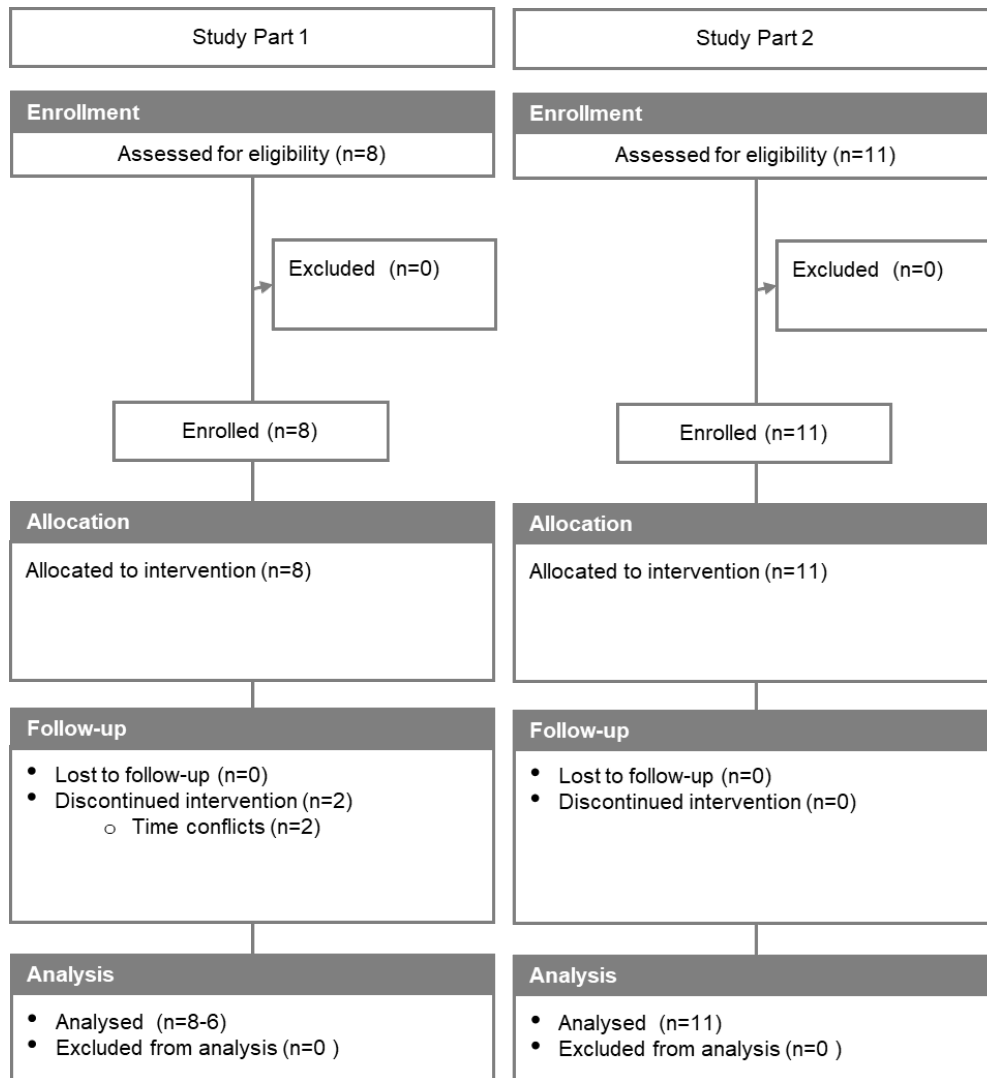 Study Part 1
Enrollment
Assessed for eligibility (n=8)
Excluded (n=0)
Enrolled (n=8)
Allocation
Allocated to intervention (n=8)
Follow-up
• Lost to follow-up (n=0)
• Discontinued intervention (n=2)
o Time conflicts (n=2)
Analysis
• Analysed (n=8-6)
• Excluded from analysis (n=0 )
Study Part 2
Enrollment
Assessed for eligibility (n=11)
Excluded (n=0)
Enrolled (n=11)
Allocation
Allocated to intervention (n=11)
Follow-up
• Lost to follow-up (n=0)
• Discontinued intervention (n=0)
Analysis
• Analysed (n=11)
• Excluded from analysis (n=0 )